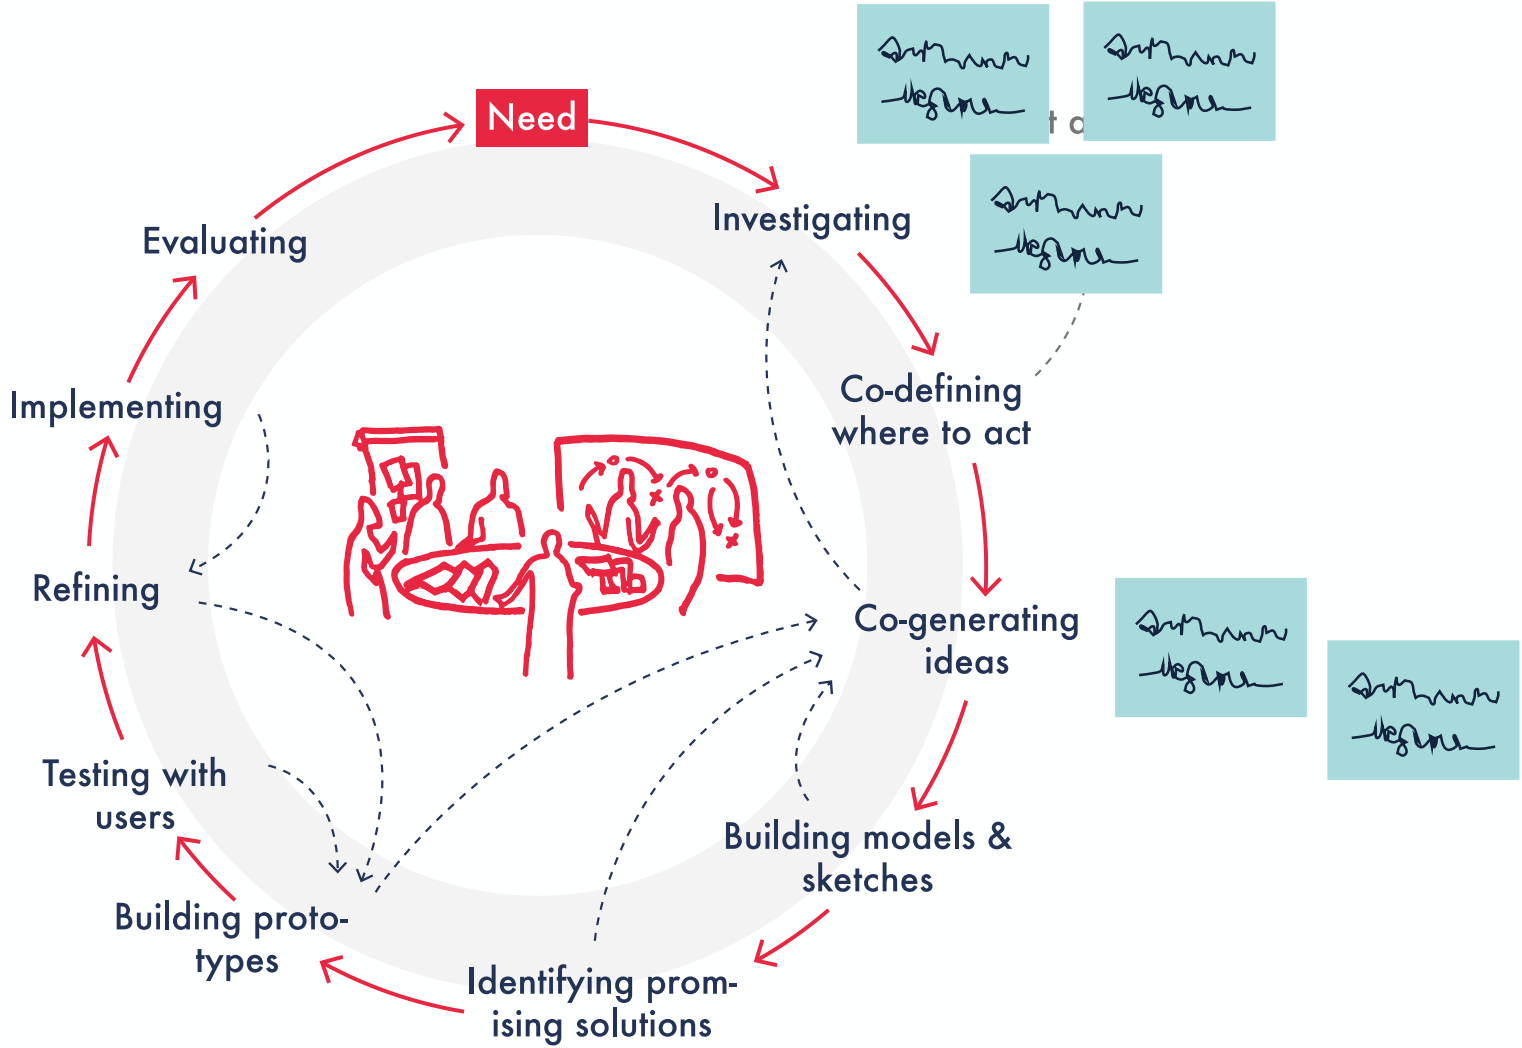 Need
Investigating
Co-defining
where to act
Co-generating
ideas
Building models &
sketches
Identifying prom-
ising solutions
Building proto-
types
Testing with
users
Refining
Implementing
Evaluating